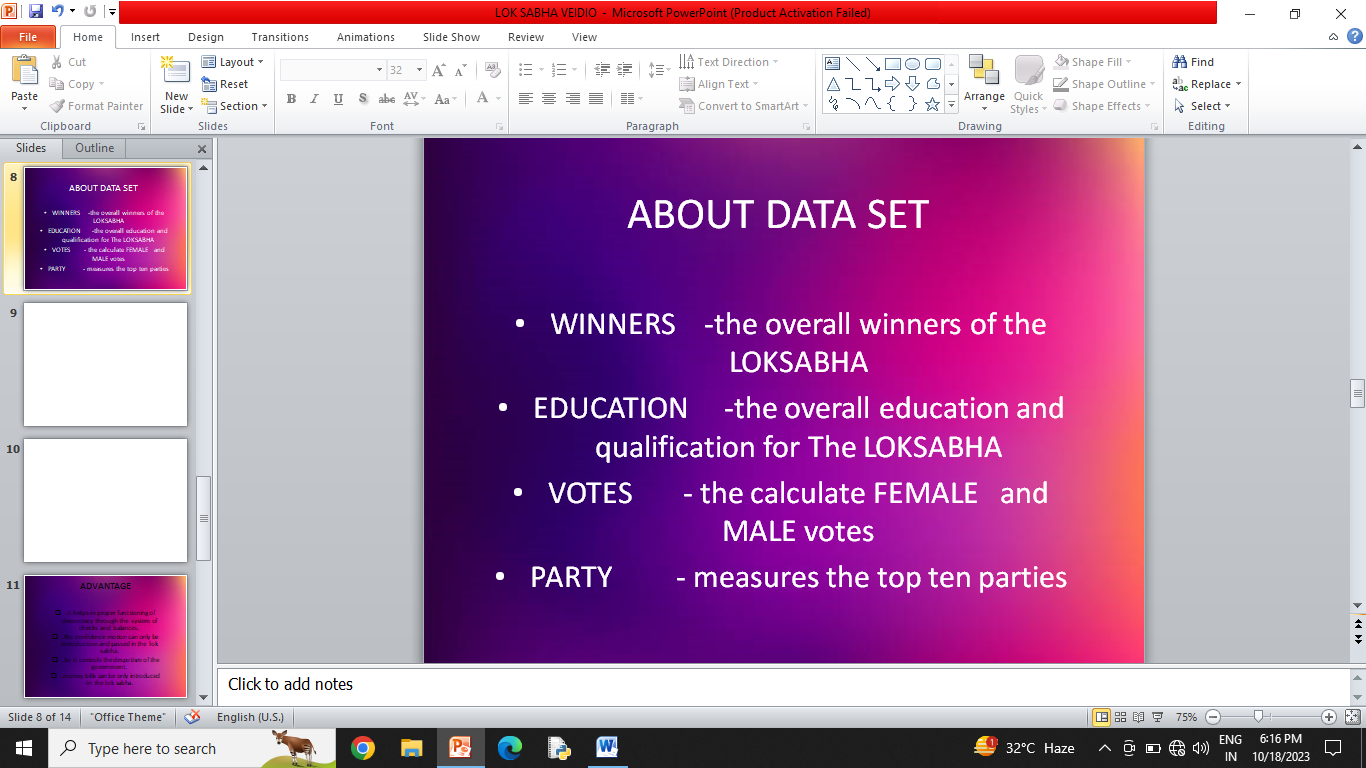 LOK SABHA VEIDIO - Microsoft PowerPoint (Product Activation Failed)
File Home Insert Design Transitions Animations Slide Show Review View
Paste
Cut
Copy
Format Painter
Clipboard
New Slide
Layout
Reset
Section
Slides
32
B I U S abc AV Aa A
Font
Text Direction
Align Text
Convert to SmartArt
Paragraph
Arrange
Quick Styles
Shape Fill
Shape Outline
Shape Effects
Drawing
Find
Replace
Select
Editing
Slides Outline
8
ABOUT DATA SET
• WINNERS -the overall winners of the
LOKSABHA
• EDUCATION -the overall education and
qualification for The LOKSABHA
• VOTES - the calculate FEMALE and
MALE votes
• PARTY - measures the top ten parties
9
10
11
ADVANTAGE
ABOUT DATA SET
• WINNERS -the overall winners of the
LOKSABHA
• EDUCATION -the overall education and
qualification for The LOKSABHA
• VOTES - the calculate FEMALE and
MALE votes
• PARTY - measures the top ten parties
Click to add notes
Slide 8 of 14 "Office Theme" English (U.S.) 75%
Type here to search
1
32°C Haze
ENG
IN
6:16 PM
10/18/2023